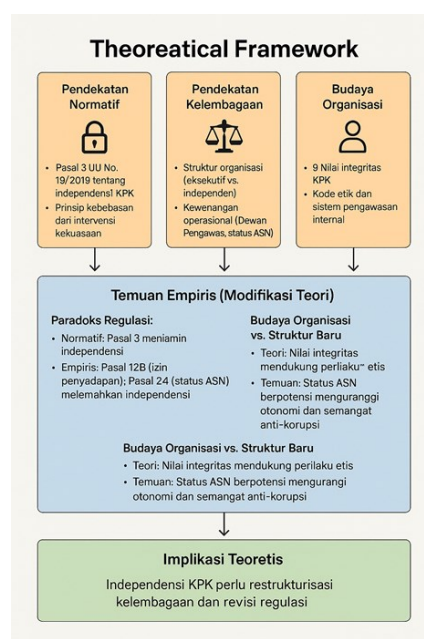 Theoreatical Framework
Pendekatan
Normatif
• Pasal 3 UU No.
19/2019 tentang
independensI KPK
• Prinsip kebebasan
dari intervensi
kekuasaan
Pendekatan
Kelembagaan
• Struktur organisasi
(eksekutif vs.
independen)
• Kewenangan
operasional (Dewan
Pengawas, status ASN)
Budaya
Organisasi
• 9 Nilai integritas
KPK
• Kode etik dan
sistem pengawasan
internal
Temuan Empiris (Modifikasi Teori)
Paradoks Regulasi:
• Normatif: Pasal 3 meniamin
independensi
• Empiris: Pasal 12B (izin
penyadapan); Pasal 24 (status ASN)
melemahkan independensi
Budaya Organisasi
vs. Struktur Baru
• Teori: Nilai integritas
mendukung perliaku~ etis
• Temuan: Status ASN
berpotensi menguranggi
otonomi dan semangat
anti-korupsi
Budaya Organisasi vs. Struktur Baru
• Teori: Nilai integritas mendukung perilaku etis
• Temuan: Status ASN berpotensi mengurangi
otonomi dan semangat anti-korupsi
Implikasi Teoretis
Independensi KPK perlu restrukturisasi
kelembagaan dan revisi regulasi